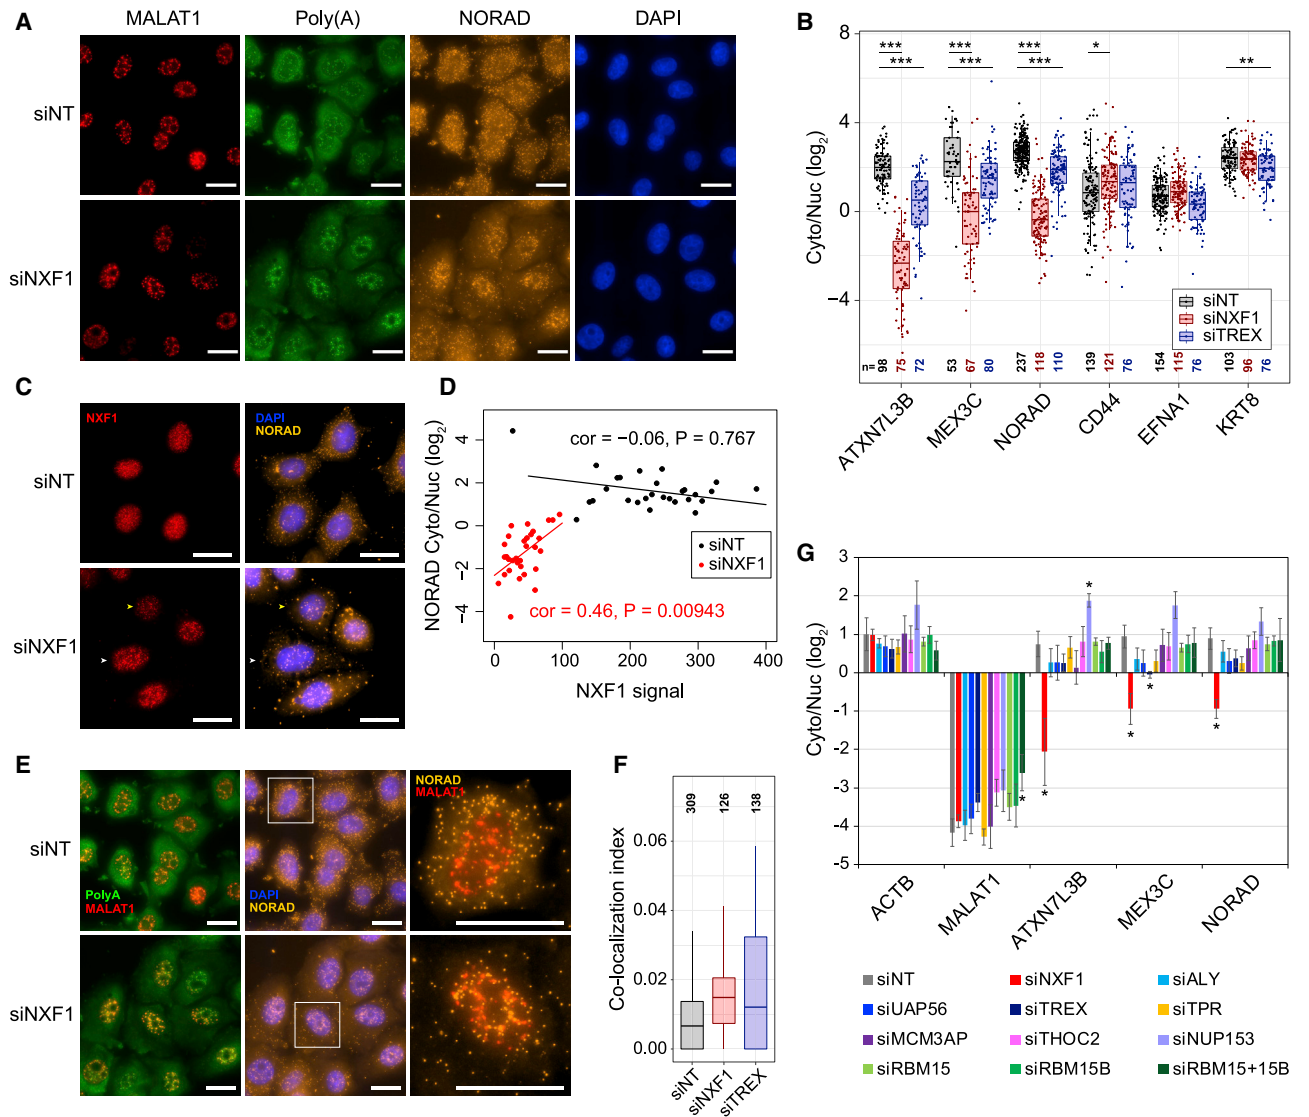 A
MALAT1 Poly(A) NORAD DAPI
siNT
siNXF1
B
Cyto/Nuc (log2)
8
4
0
−4
*** *** *** *
*** *** *** **
siNT
siNXF1
siTREX
n= 98 75 72 53 67 80 237 118 110 139 121 76 154 115 76 103 96 76
ATXN7L3B MEX3C NORAD CD44 EFNA1 KRT8
C
NXF1
DAPI
NORAD
siNT
siNXF1
D
NORAD Cyto/Nuc (log2)
4
2
0
−2
−4
cor = −0.06, P = 0.767
siNT
siNXF1
cor = 0.46, P = 0.00943
0 100 200 300 400
NXF1 signal
E
siNT
PolyA
MALAT1
DAPI
NORAD
NORAD
MALAT1
siNXF1
F
Co-localization index
309 126 138
0.06
0.04
0.02
0.00
siNT siNXF1 siTREX
G
Cyto/Nuc (log2)
3
2
1
0
-1
-2
-3
-4
-5
* * * * * *
ACTB MALAT1 ATXN7L3B MEX3C NORAD
siNT siNXF1 siALY
siUAP56 siTREX siTPR
siMCM3AP siTHOC2 siNUP153
siRBM15 siRBM15B siRBM15+15B